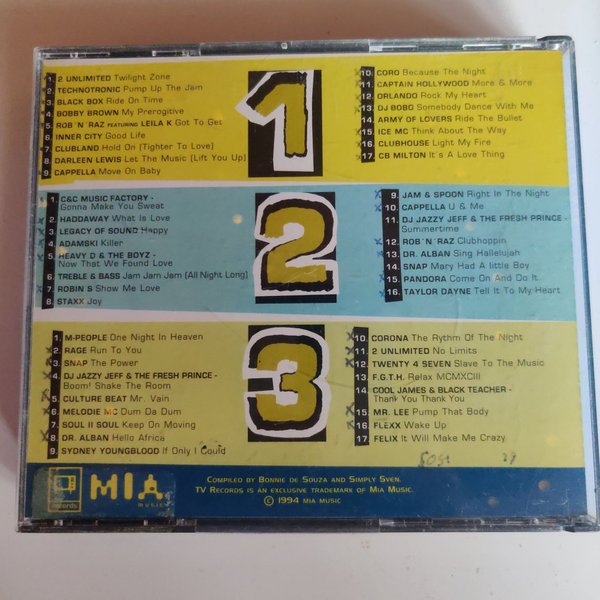 1. 2 UNLIMITED Twilight Zone
2. TECHNOTRONIC Pump Up The Jam
3. BLACK BOX Ride On Time
4. BOBBY BROWN My Prerogitive
5. ROB 'N' RAZ FEATURING LEILA K Got To Get
6. INNER CITY Good Life
7. CLUBLAND Hold On (Tighter To Love)
8. DARLEEN LEWIS Let The Music (Lift You Up)
9. CAPPELLA Move On Baby
1
10. CORO Because The Night
11. CAPTAIN HOLLYWOOD More & More
12. ORLANDO Rock My Heart
13. DJ BOBO Somebody Dance With Me
14. ARMY OF LOVERS Ride The Bullet
15. ICE MC Think About The Way
16. CLUBHOUSE Light My Fire
17. CB MILTON It's A Love Thing
1. C&C MUSIC FACTORY -
Gonna Make You Sweat
2. HADDAWAY What Is Love
3. LEGACY OF SOUND Happy
4. ADAMSKI Killer
5. HEAVY D & THE BOYZ -
Now That We Found Love
6. TREBLE & BASS Jam Jam Jam (All Night Long)
7. ROBIN S Show Me Love
8. STAXX Joy
2
9. JAM & SPOON Right In The Night
10. CAPPELLA U & Me
11. DJ JAZZY JEFF & THE FRESH PRINCE -
Summertime
12. ROB 'N' RAZ Clubhoppin
13. DR. ALBAN Sing Hallelujah
14. SNAP Mary Had A little Boy
15. PANDORA Come On And Do It
16. TAYLOR DAYNE Tell It To My Heart
1. M-PEOPLE One Night In Heaven
2. RAGE Run To You
3. SNAP The Power
4. DJ JAZZY JEFF & THE FRESH PRINCE -
Boom! Shake The Room
5. CULTURE BEAT Mr. Vain
6. MELODIE MC Dum Da Dum
7. SOUL II SOUL Keep On Moving
8. DR. ALBAN Hello Africa
9. SYDNEY YOUNGBLOOD If Only I Could
3
10. CORONA The Rythm Of The Night
11. 2 UNLIMITED No Limits
12. TWENTY 4 SEVEN Slave To The Music
13. F.G.T.H. Relax MCMXCIII
14. COOL JAMES & BLACK TEACHER -
Thank You Thank You
15. MR. LEE Pump That Body
16. FLEXX Wake Up
17. FELIX It Will Make Me Crazy
records
MIA
MUSIC
COMPILED BY BONNIE DE SOUZA AND SIMPLY SVEN.
TV RECORDS IS AN EXCLUSIVE TRADEMARK OF MIA MUSIC.
© 1994 MIA MUSIC